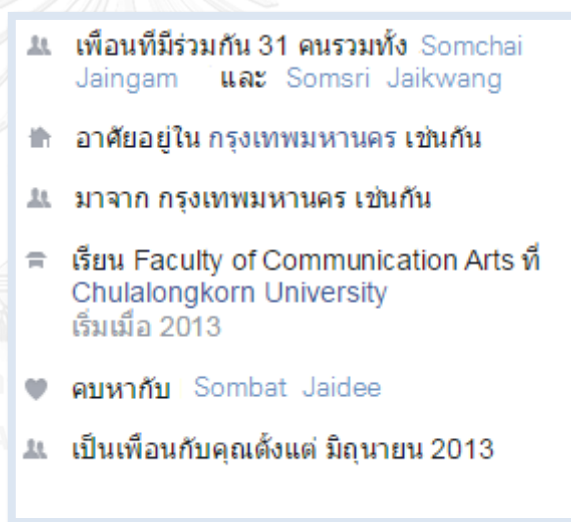 เพื่อนที่มีร่วมกัน 31 คนรวมทั้ง Somchai
Jaingam และ Somsri Jaikwang
อาศัยอยู่ใน กรุงเทพมหานคร เช่นกัน
มาจาก กรุงเทพมหานคร เช่นกัน
เรียน Faculty of Communication Arts ที่
Chulalongkorn University
เริ่มเมื่อ 2013
คบหากับ Sombat Jaidee
เป็นเพื่อนกับคุณตั้งแต่ มิถุนายน 2013